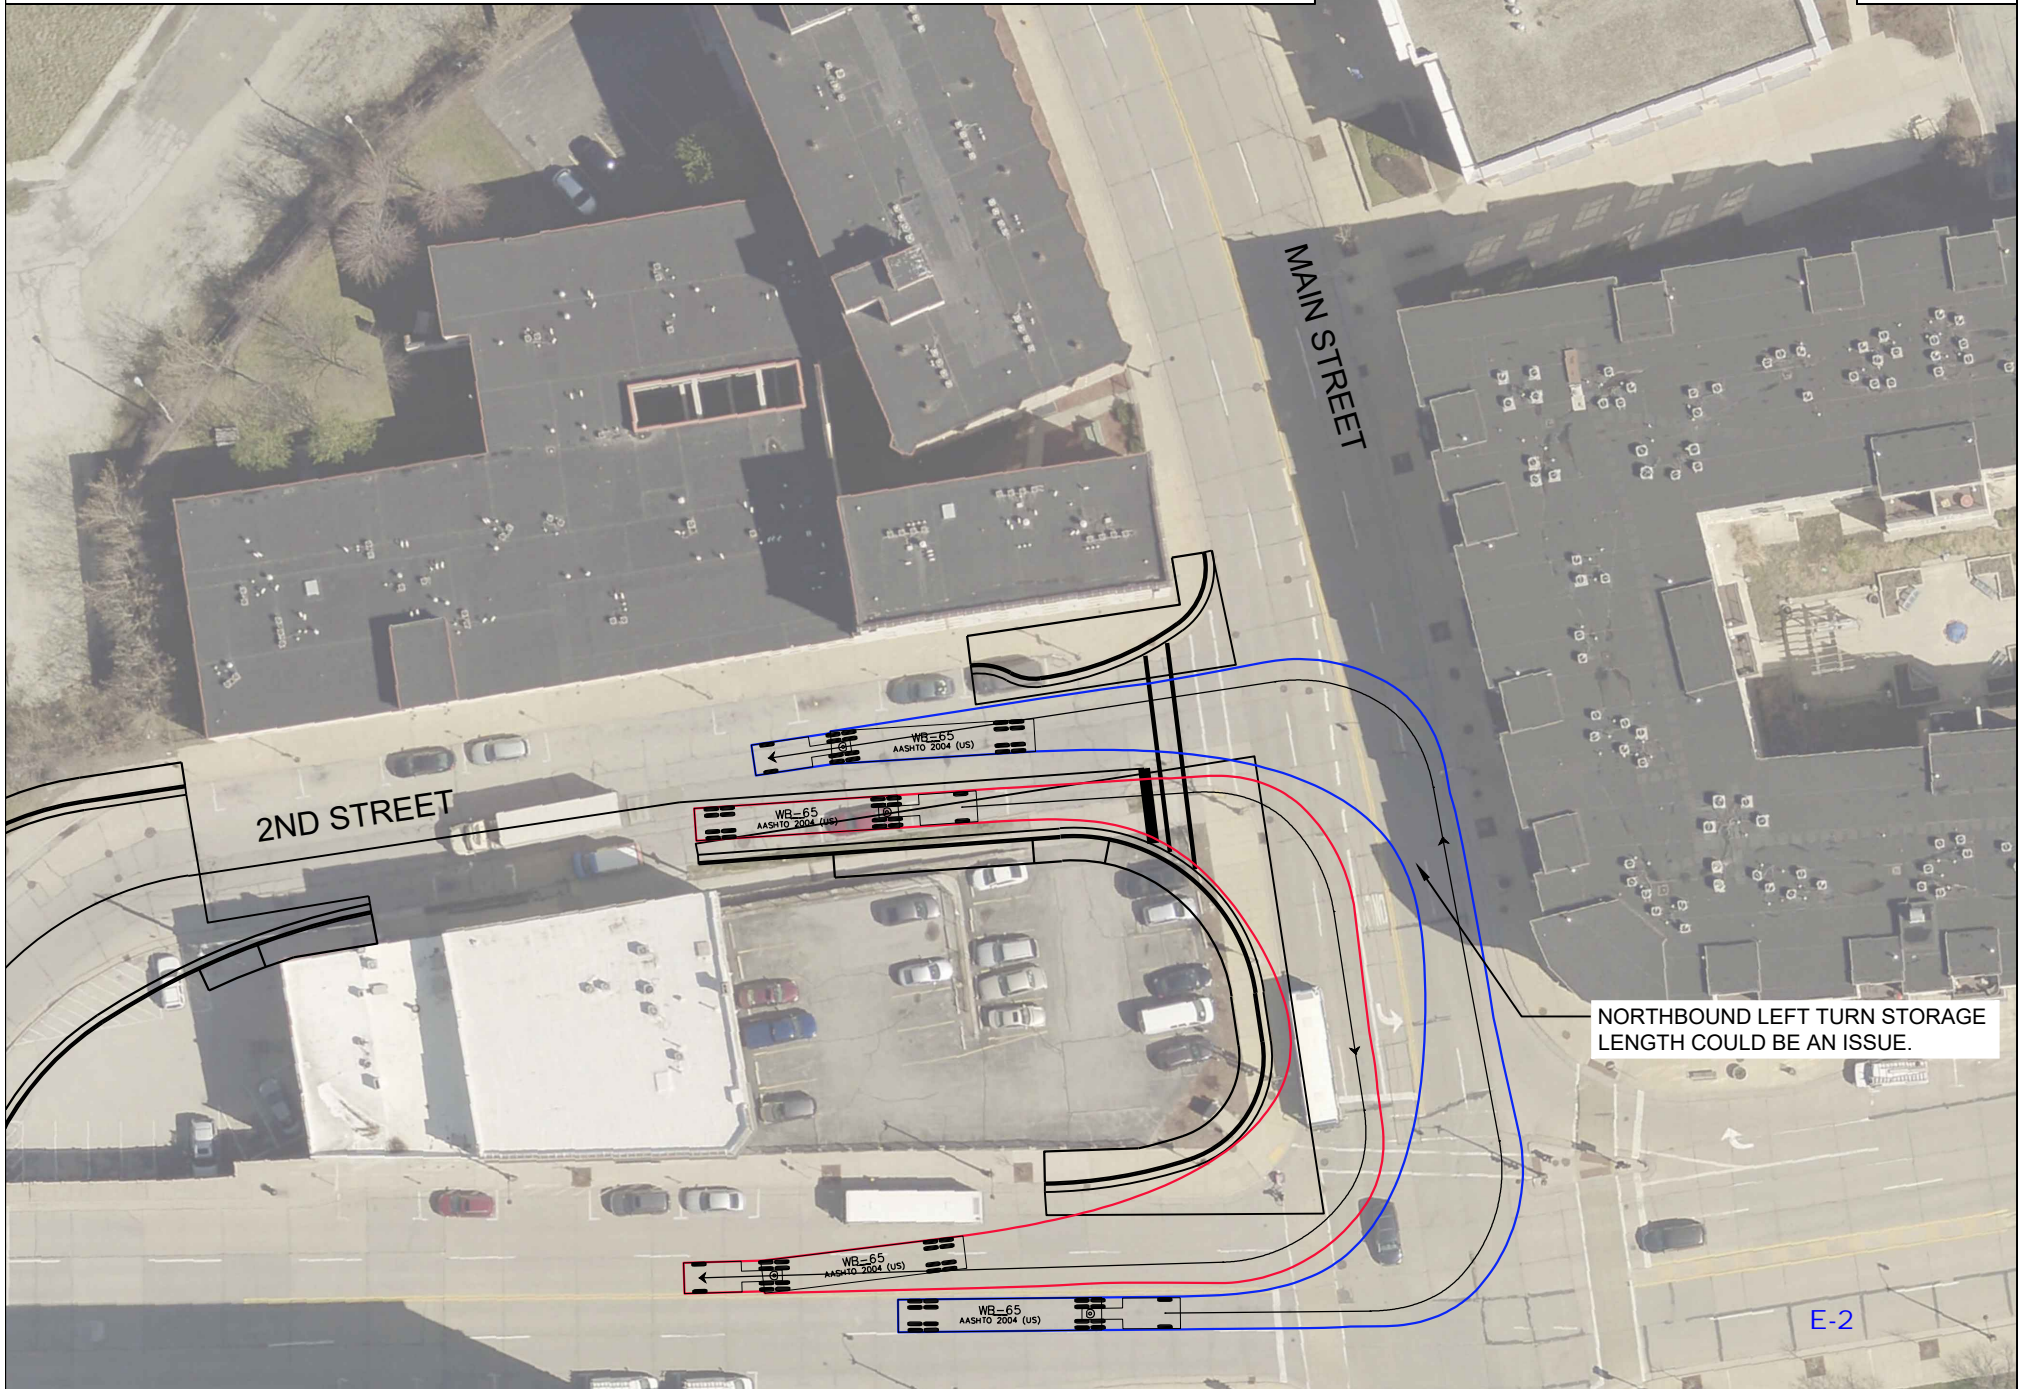 MAIN STREET
WB-65
AASHTO 2004 (US)
2ND STREET
WB-65
AASHTO 2004 (US)
NORTHBOUND LEFT TURN STORAGE
LENGTH COULD BE AN ISSUE.
WB-65
AASHTO 2004 (US)
WB-65
AASHTO 2004 (US)
E-2